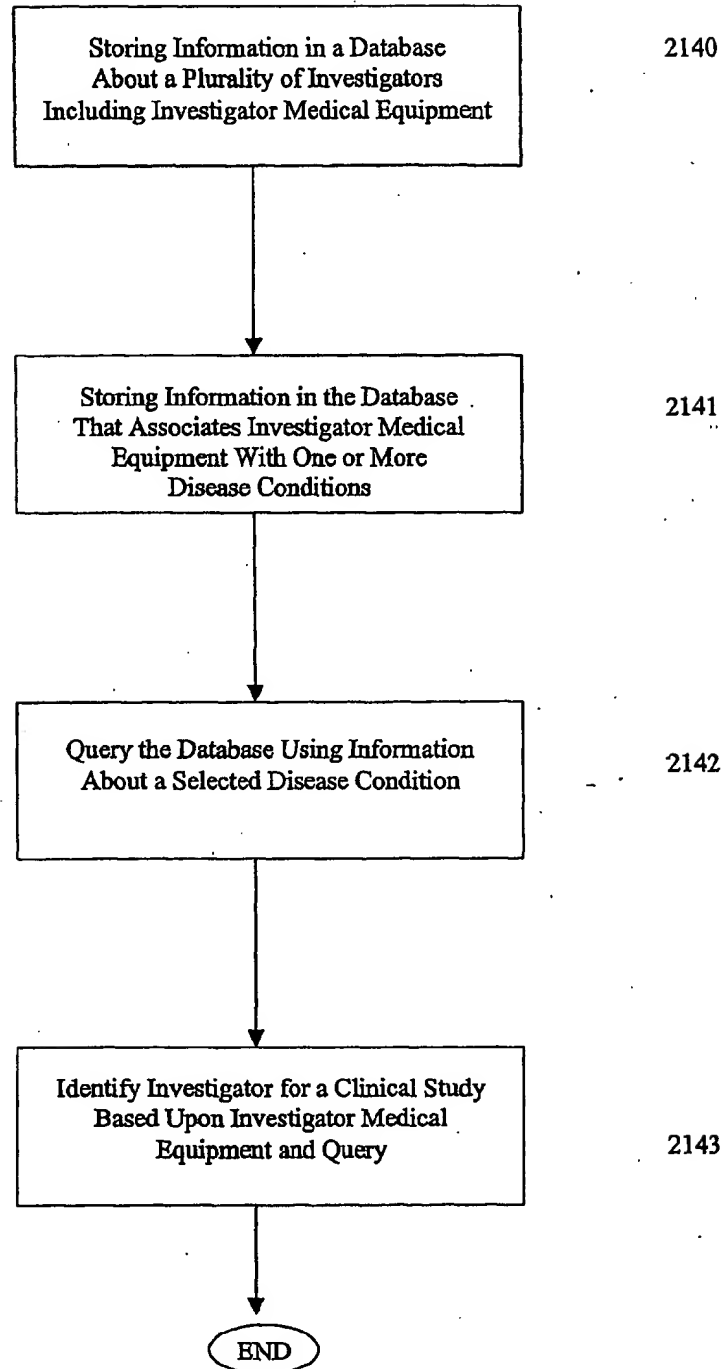 Storing Information in a Database
About a Plurality of Investigators
Including Investigator Medical Equipment
2140
Storing Information in the Database
That Associates Investigator Medical
Equipment With One or More
Disease Conditions
2141
Query the Database Using Information
About a Selected Disease Condition
2142
Identify Investigator for a Clinical Study
Based Upon Investigator Medical
Equipment and Query
2143
END